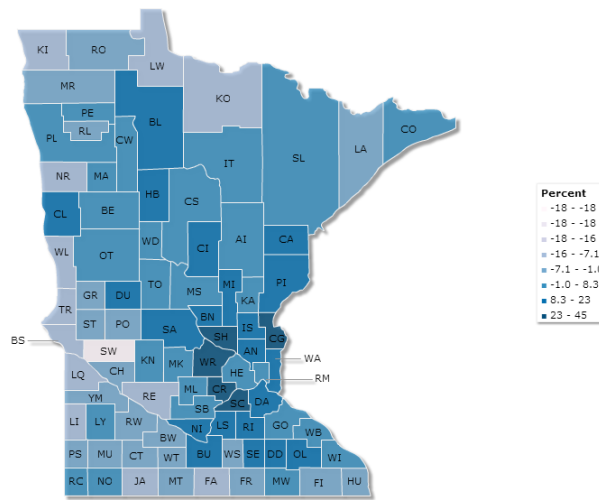 KI
RO
LW
MR
KO
BL
PE
RL
PL
CW
CO
LA
SL
IT
NR
MA
HB
CS
CL
BE
WL
OT
WD
CI
AI
CA
TO
MS
MI
KA
PI
GR
DU
TR
ST
PO
SA
BN
IS
SH
CG
BS
SW
KN
MK
WR
AN
WA
HE
RM
LQ
CH
YM
RE
ML
CR
SC
DA
SB
LI
LY
RW
BW
NI
LS
RI
GO
WB
PS
MU
CT
WT
BU
WS
SE
DD
OL
WI
RC
NO
JA
MT
FA
FR
MW
FI
HU
Percent
-18 - -18
-18 - -18
-18 - -16
-16 - -7.1
-7.1 - -1.0
-1.0 - 8.3
8.3 - 23
23 - 45